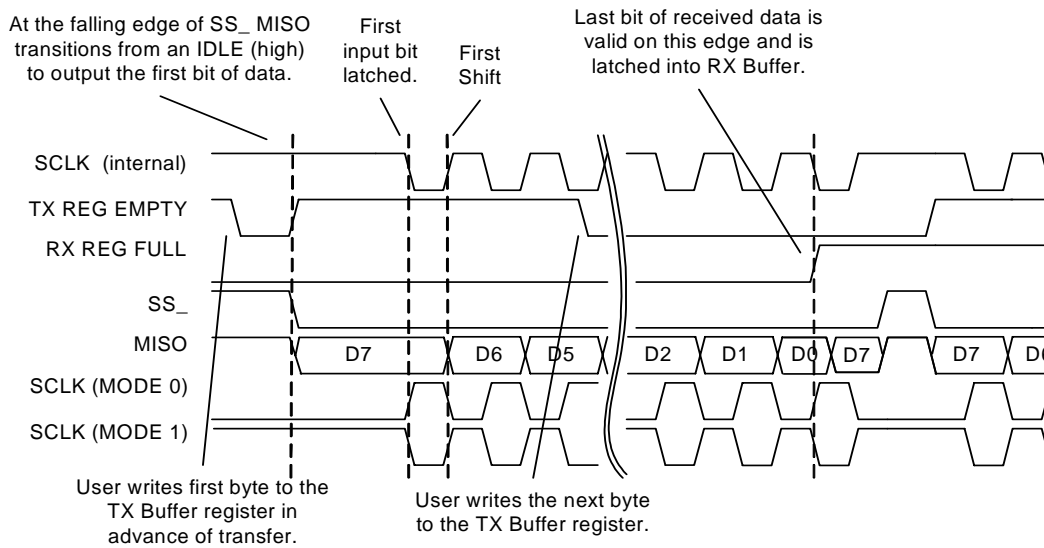 At the falling edge of SS_ MISO
transitions from an IDLE (high)
to output the first bit of data.
First
input bit
latched.
First
Shift
Last bit of received data is
valid on this edge and is
latched into RX Buffer.
SCLK (internal)
TX REG EMPTY
RX REG FULL
SS_
MISO
D7 D6 D5 D2 D1 D0 D7 D7
SCLK (MODE 0)
SCLK (MODE 1)
User writes first byte to the
TX Buffer register in
advance of transfer.
User writes the next byte
to the TX Buffer register.